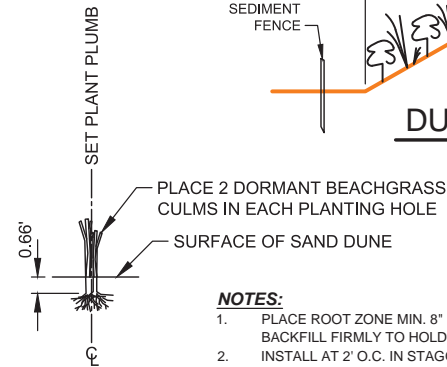 SEDIMENT
FENCE
SET PLANT PLUMB
DU
PLACE 2 DORMANT BEACHGRASS
CULMS IN EACH PLANTING HOLE
SURFACE OF SAND DUNE
0.66'
℄
NOTES:
1. PLACE ROOT ZONE MIN. 8"
BACKFILL FIRMLY TO HOLD
2. INSTALL AT 2' O.C. IN STAGG